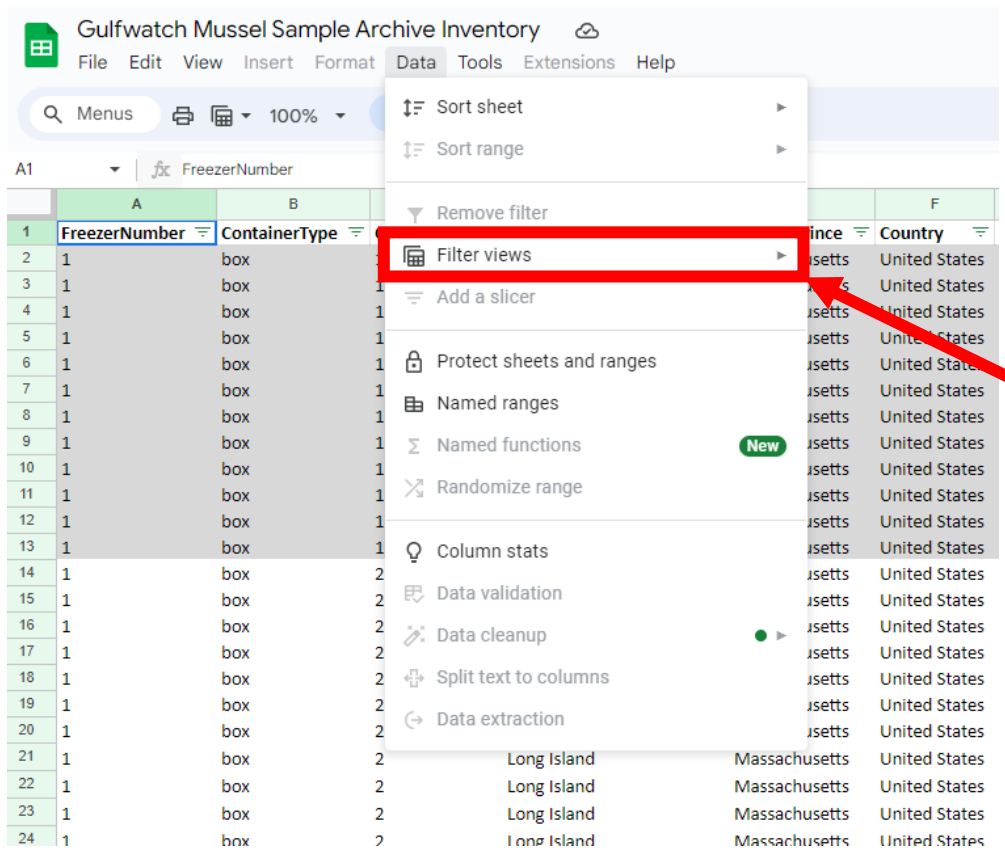 Gulfwatch Mussel Sample Archive Inventory
File Edit View Insert Format Data Tools Extensions Help
Menus 100%
A1 fx FreezerNumber
A B F
1 FreezerNumber ContainerType Country
2 1 box United States
3 1 box 1 United States
4 1 box 1 United States
5 1 box 1 United States
6 1 box 1 United
7 1 box 1 United States
8 1 box 1 United States
9 1 box 1 United States
10 1 box 1 United States
11 1 box 1 United States
12 1 box 1 United States
13 1 box 1 United States
14 1 box 2 United States
15 1 box 2 United States
16 1 box 2 United States
17 1 box 2 United States
18 1 box 2 United States
19 1 box 2 United States
20 1 box 2 United States
21 1 box 2 Long Island Massachusetts United States
22 1 box 2 Long Island Massachusetts United States
23 1 box 2 Long Island Massachusetts United States
24 1 box 2 Long Island Massachusetts United States
Sort sheet
Sort range
Remove filter
Filter views
Add a slicer
Protect sheets and ranges
Named ranges
Named functions New
Randomize range
Column stats
Data validation
Data cleanup
Split text to columns
Data extraction